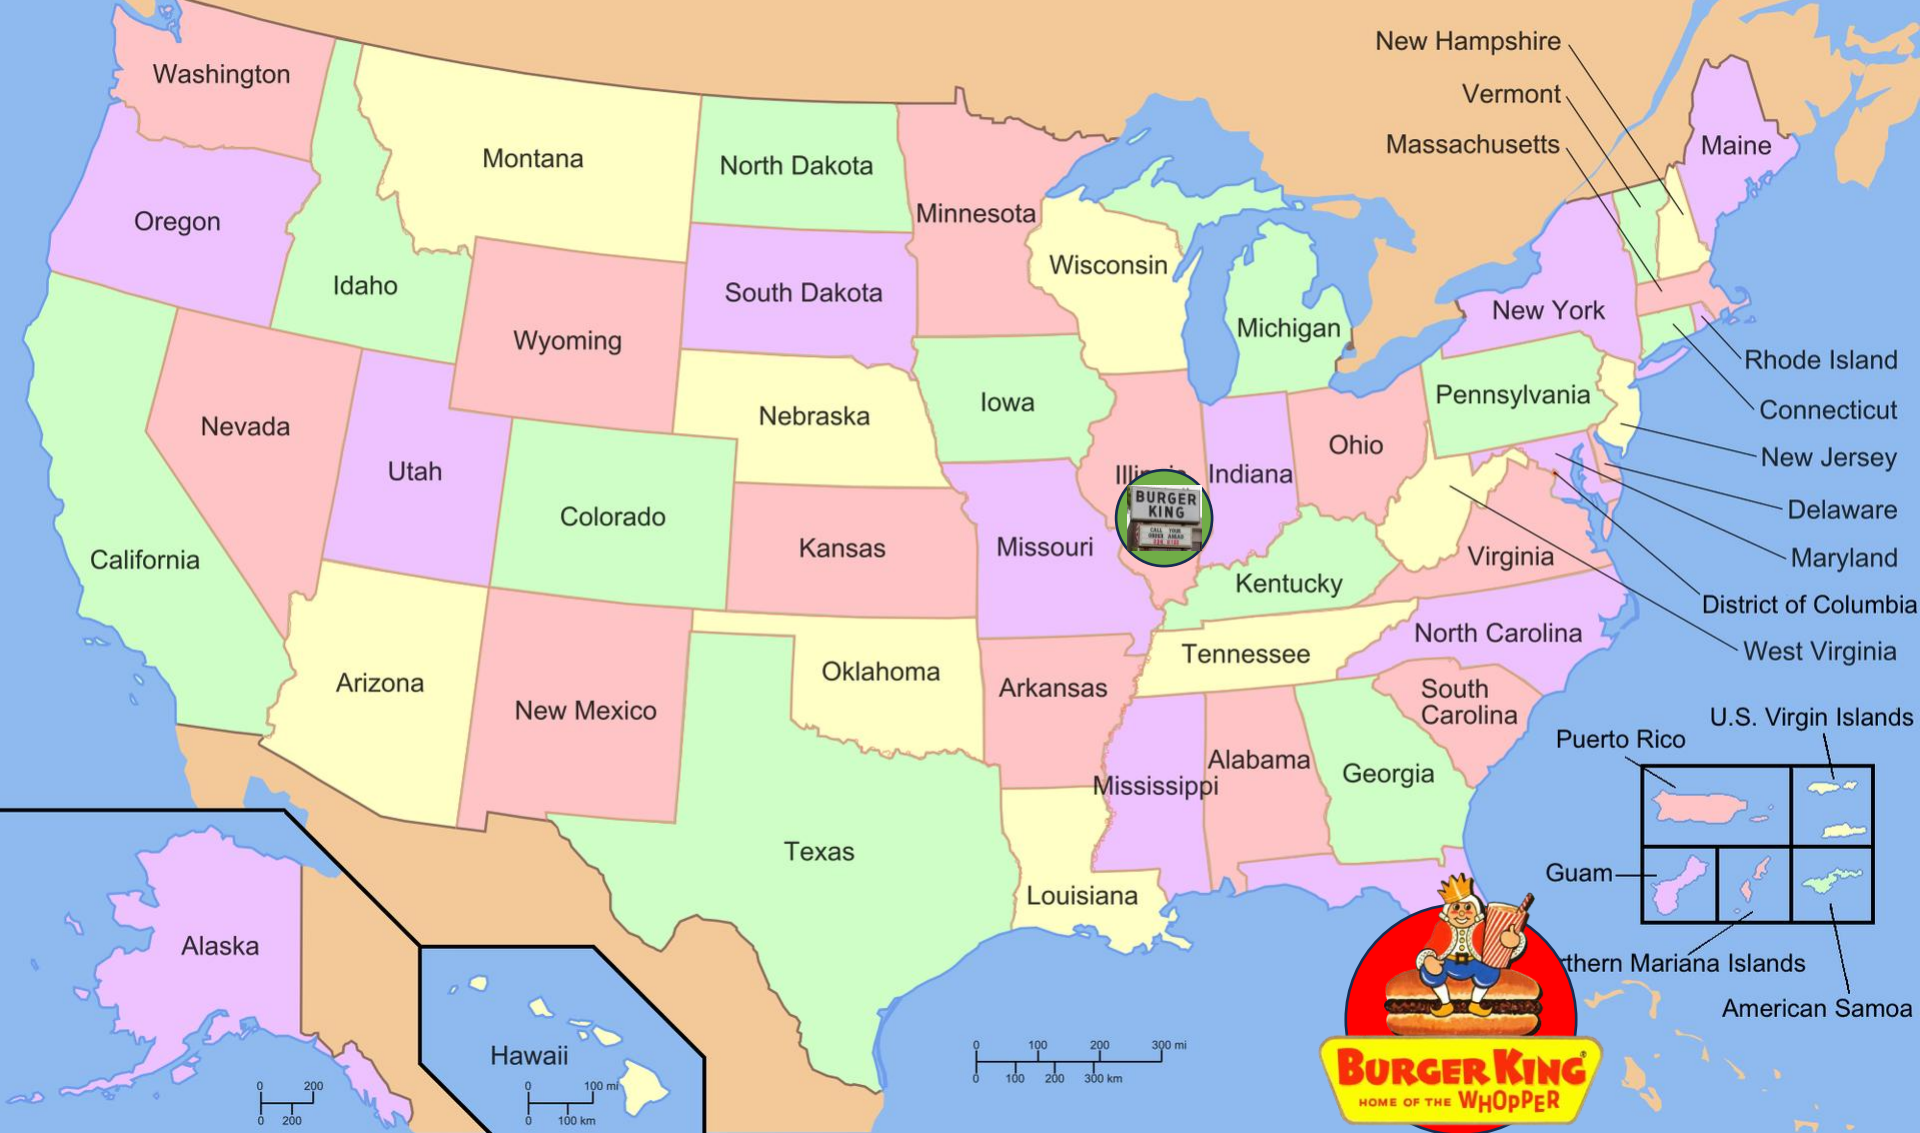 New Hampshire
Vermont
Massachusetts
Washington
Montana
North Dakota
Minnesota
Maine
Oregon
Idaho
Wisconsin
South Dakota
Wyoming
Michigan
New York
Rhode Island
Connecticut
New Jersey
Delaware
Maryland
District of Columbia
West Virginia
Nevada
Utah
Nebraska
Iowa
Pennsylvania
Ohio
Indiana
BURGER
KING
CALL YOUR
ORDER AHEAD
California
Colorado
Kansas
Missouri
Kentucky
Virginia
North Carolina
Tennessee
South
Carolina
Arizona
New Mexico
Oklahoma
Arkansas
Mississippi
Alabama
Georgia
Texas
Louisiana
U.S. Virgin Islands
Puerto Rico
Guam
rthern Mariana Islands
American Samoa
Alaska
Hawaii
0 200
0 200
0 100 mi
0 100 km
0 100 200 300 mi
0 100 200 300 km
BURGER KING®
HOME OF THE WHOPPER